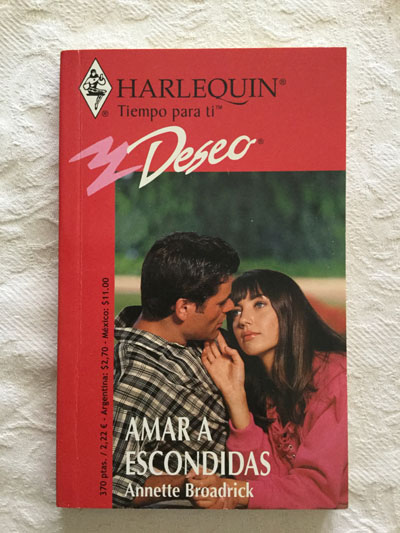 HARLEQUIN®
®
Tiempo para ti™
Deseo®
370 ptas. / 2,22 € - Argentina: $2,70 - México: $11.00
AMAR A
ESCONDIDAS
Annette Broadrick